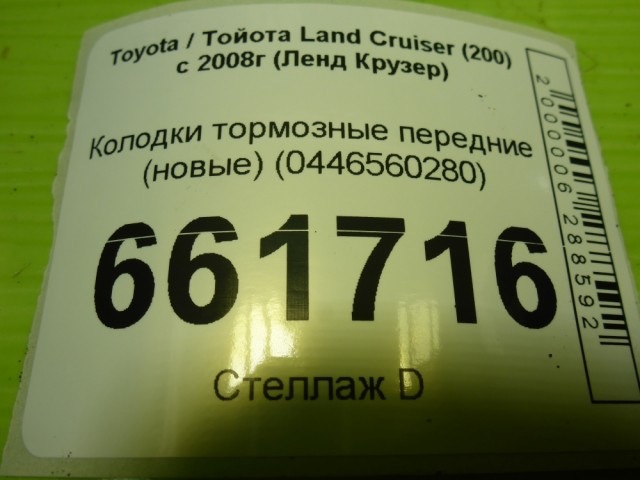 Toyota / Тойота Land Cruiser (200)
с 2008г (Ленд Крузер)
Колодки тормозные передние
(новые) (0446560280)
661716
Стеллаж D
2000006288592